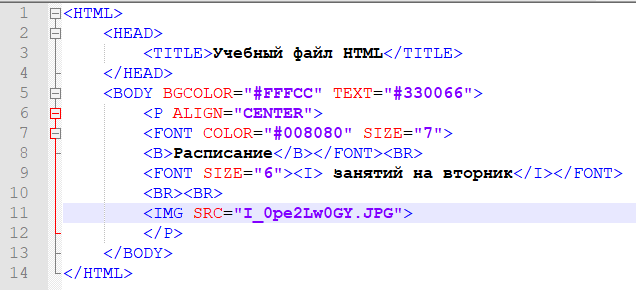 1 <HTML>
2 <HEAD>
3 <TITLE>Учебный файл HTML</TITLE>
4 </HEAD>
5 <BODY BGCOLOR="#FFFCC" TEXT="#330066">
6 <P ALIGN="CENTER">
7 <FONT COLOR="#008080" SIZE="7">
8 <B>Расписание</B></FONT><BR>
9 <FONT SIZE="6"><I> занятий на вторник</I></FONT>
10 <BR><BR>
11 <IMG SRC="I_0pe2Lw0GY.JPG">
12 </P>
13 </BODY>
14 </HTML>